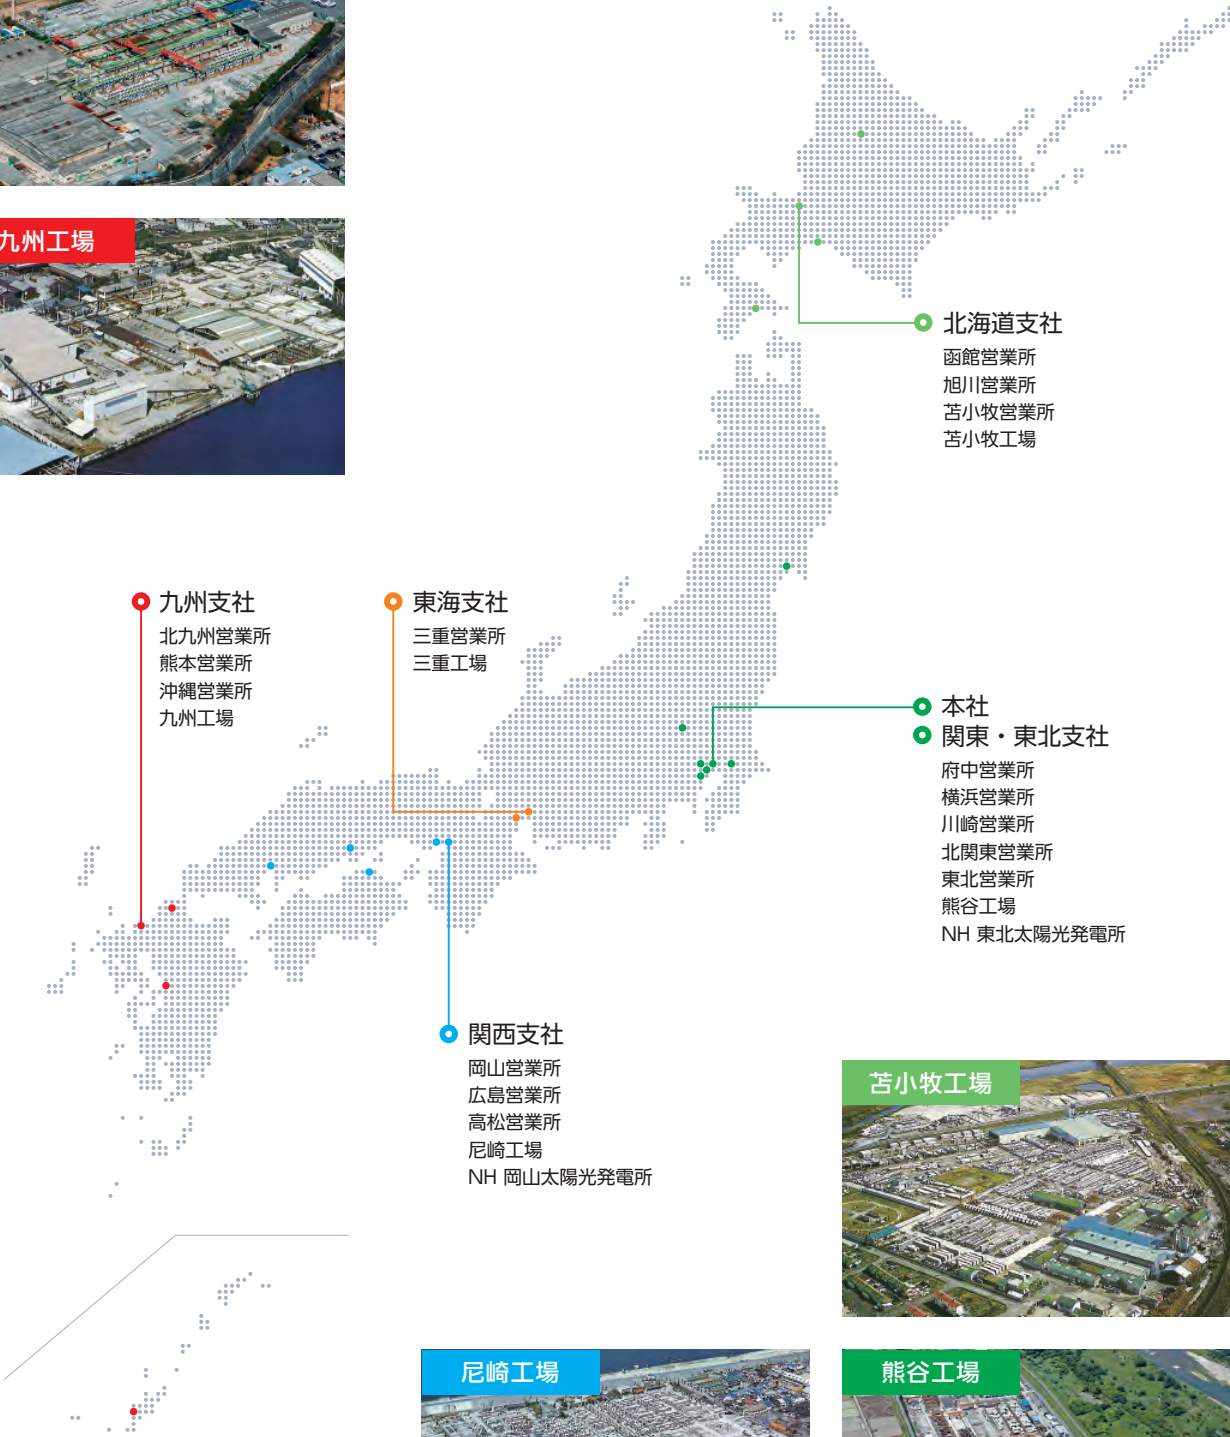 九州工場
北海道支社
函館営業所
旭川営業所
苫小牧営業所
苫小牧工場
九州支社
北九州営業所
熊本営業所
沖縄営業所
九州工場
東海支社
三重営業所
三重工場
本社
関東・東北支社
府中営業所
横浜営業所
川崎営業所
北関東営業所
東北営業所
熊谷工場
NH 東北太陽光発電所
関西支社
岡山営業所
広島営業所
高松営業所
尼崎工場
NH 岡山太陽光発電所
苫小牧工場
尼崎工場
熊谷工場